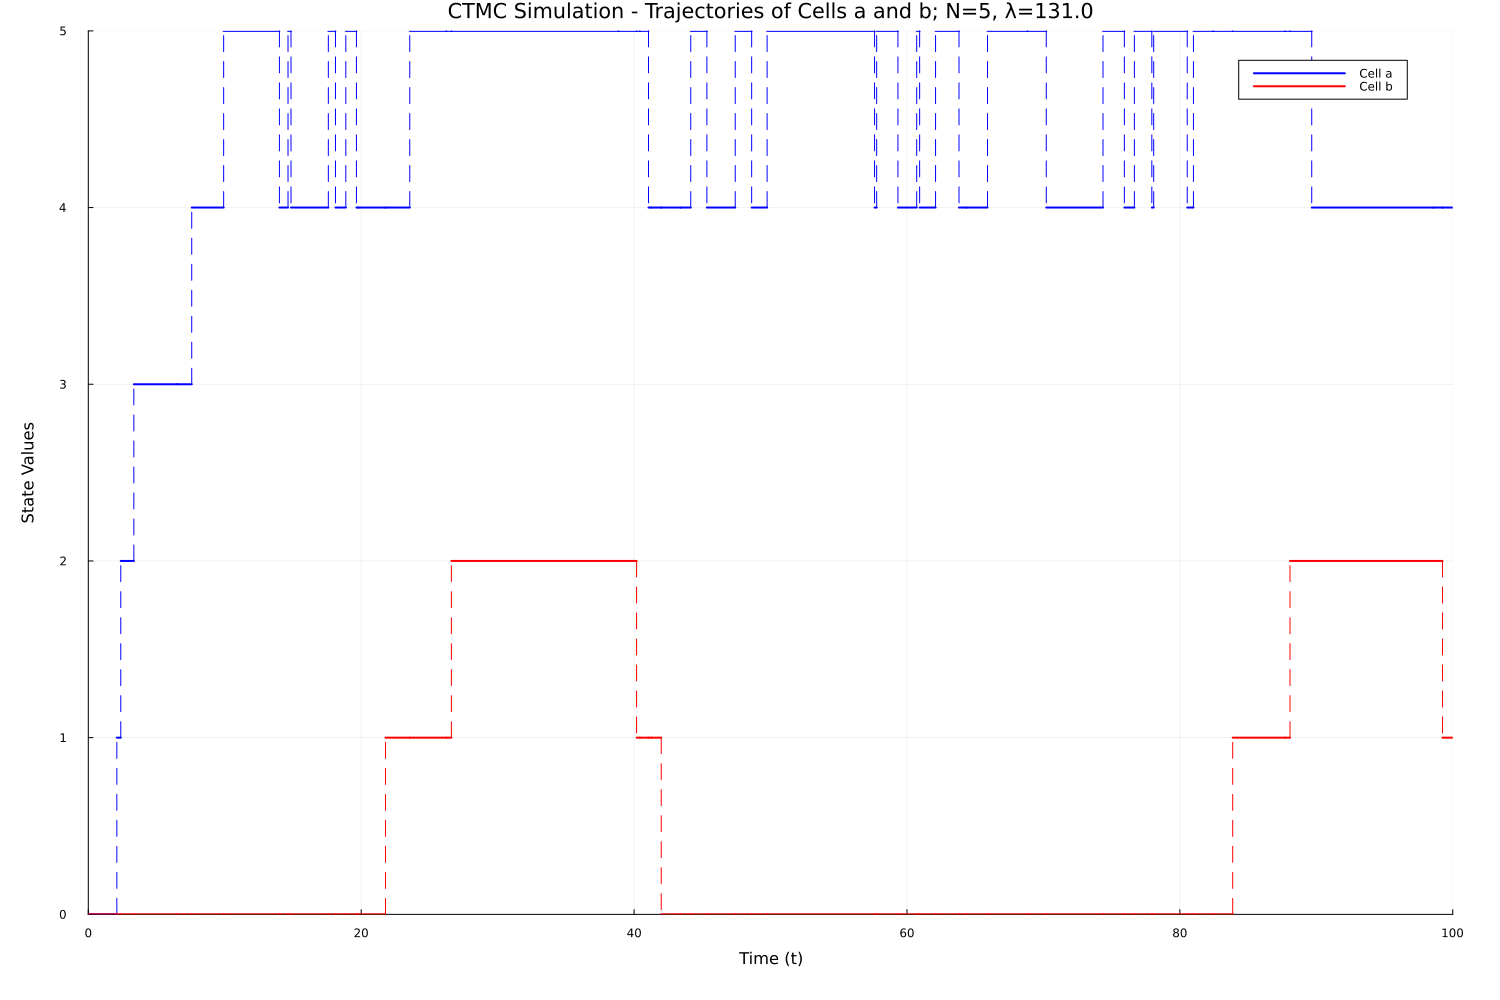 CTMC Simulation - Trajectories of Cells a and b; N=5, λ=131.0
5
Cell a
Cell b
4
3
State Values
2
1
0
0 20 40 60 80 100
Time (t)